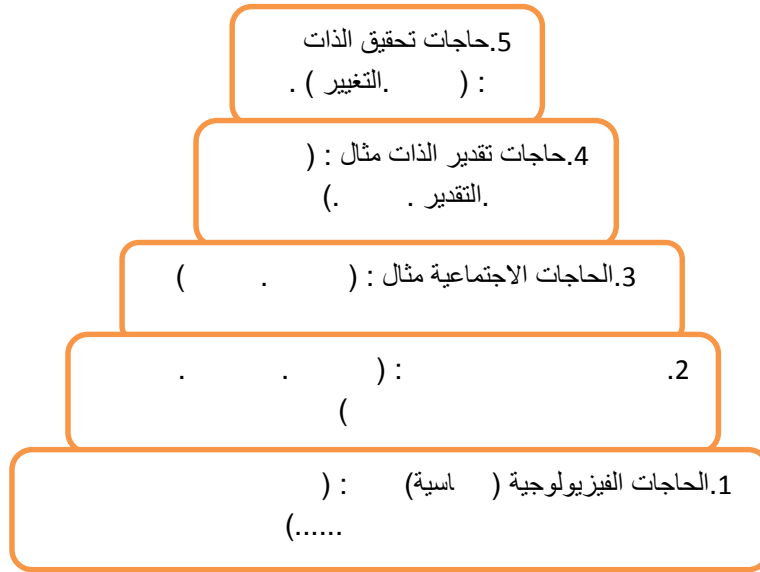 5.حاجات تحقيق الذات
: ( .التغيير ) .
4.حاجات تقدير الذات مثال : (
.التقدير . .)
3.الحاجات الاجتماعية مثال : ( . )
2. : ( . . .
)
1.الحاجات الفيزيولوجية ( اسية) : (
......)